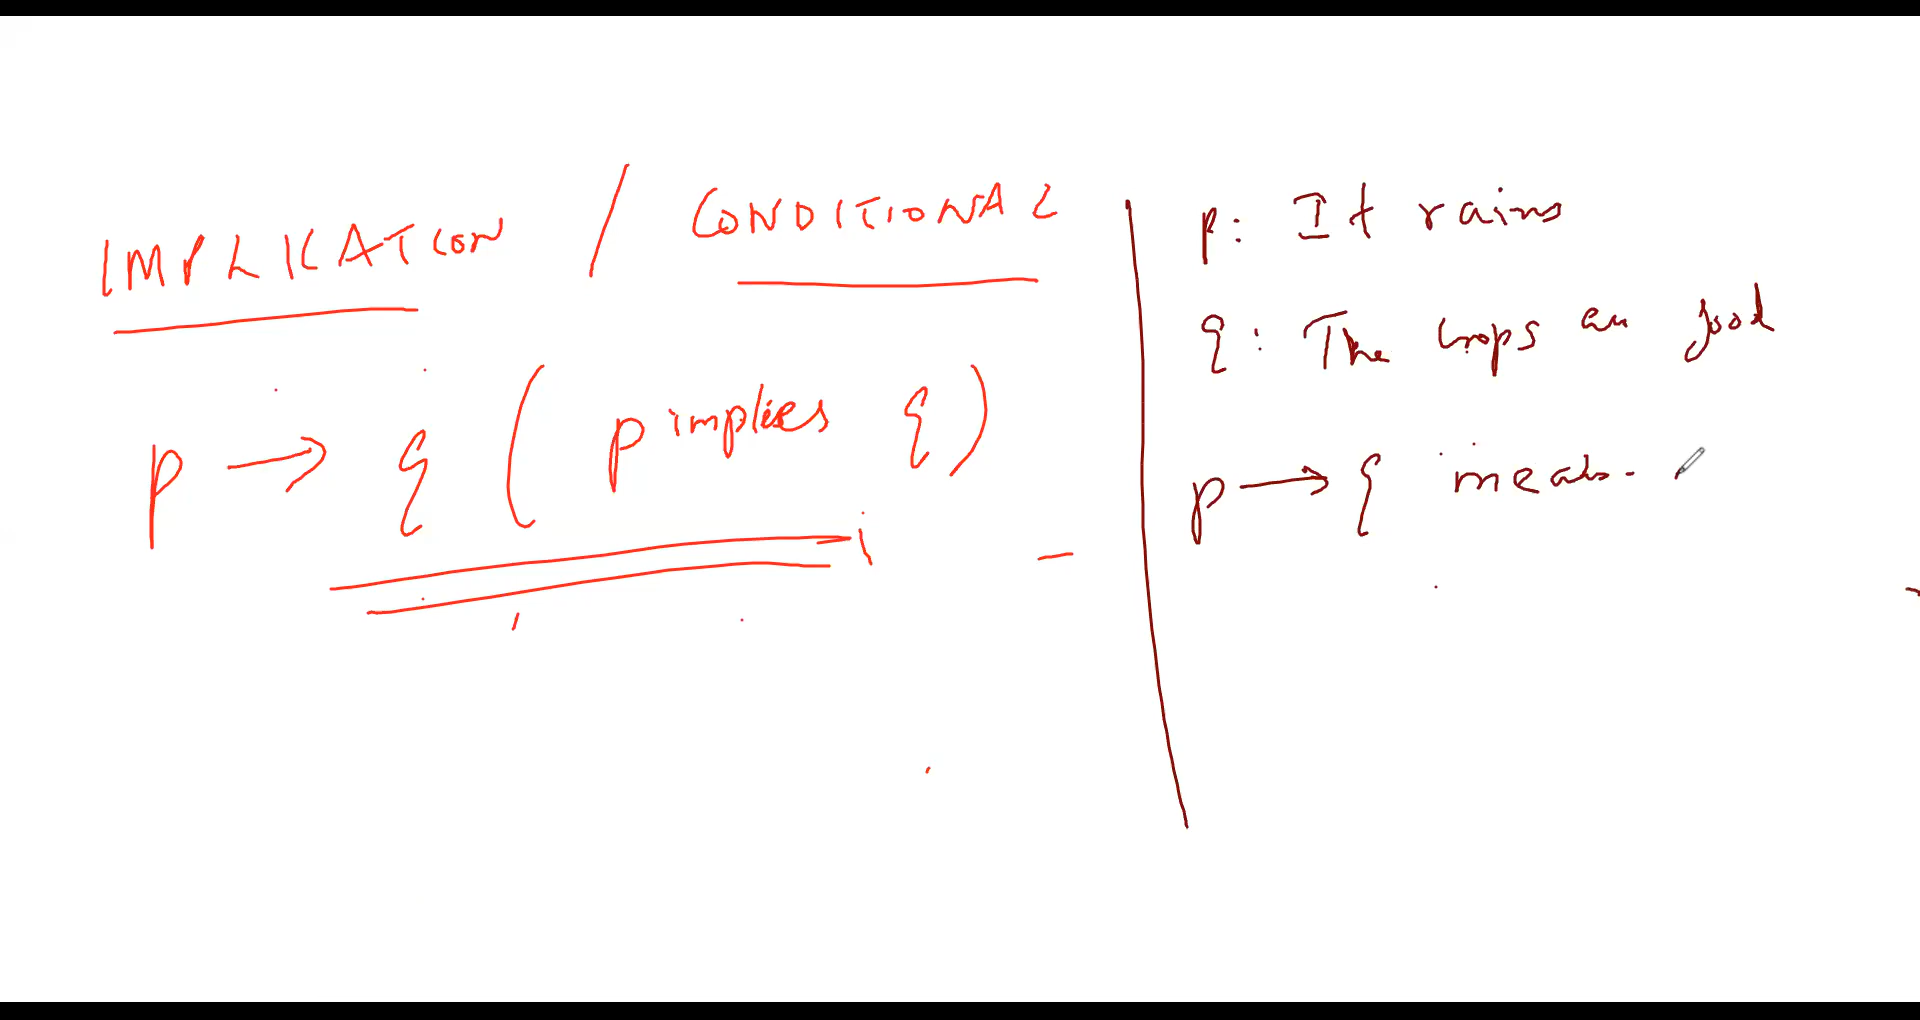 IMPLICATION / CONDITIONAL
p → q (p implies q)
p: It rains
q: The crops are good
p → q means